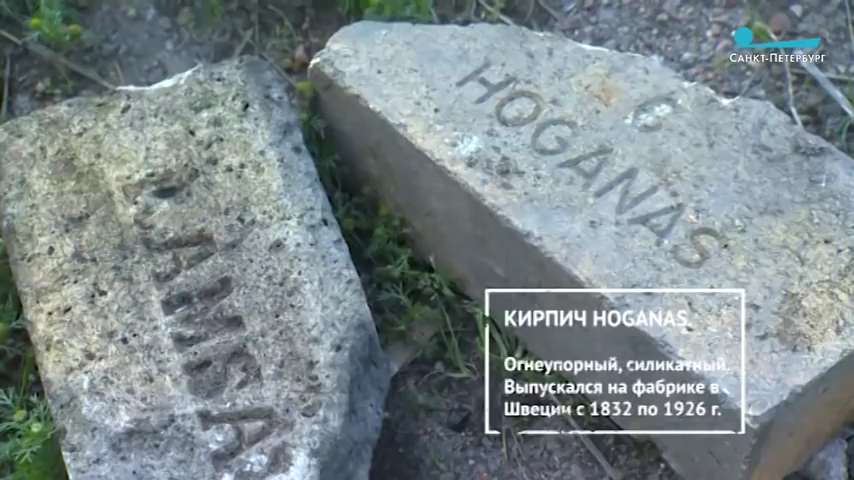 САНКТ-ПЕТЕРБУРГ
HOGANAS
КИРПИЧ HOGANAS
Огнеупорный, силикатный.
Выпускался на фабрике в
Швеции с 1832 по 1926 г.